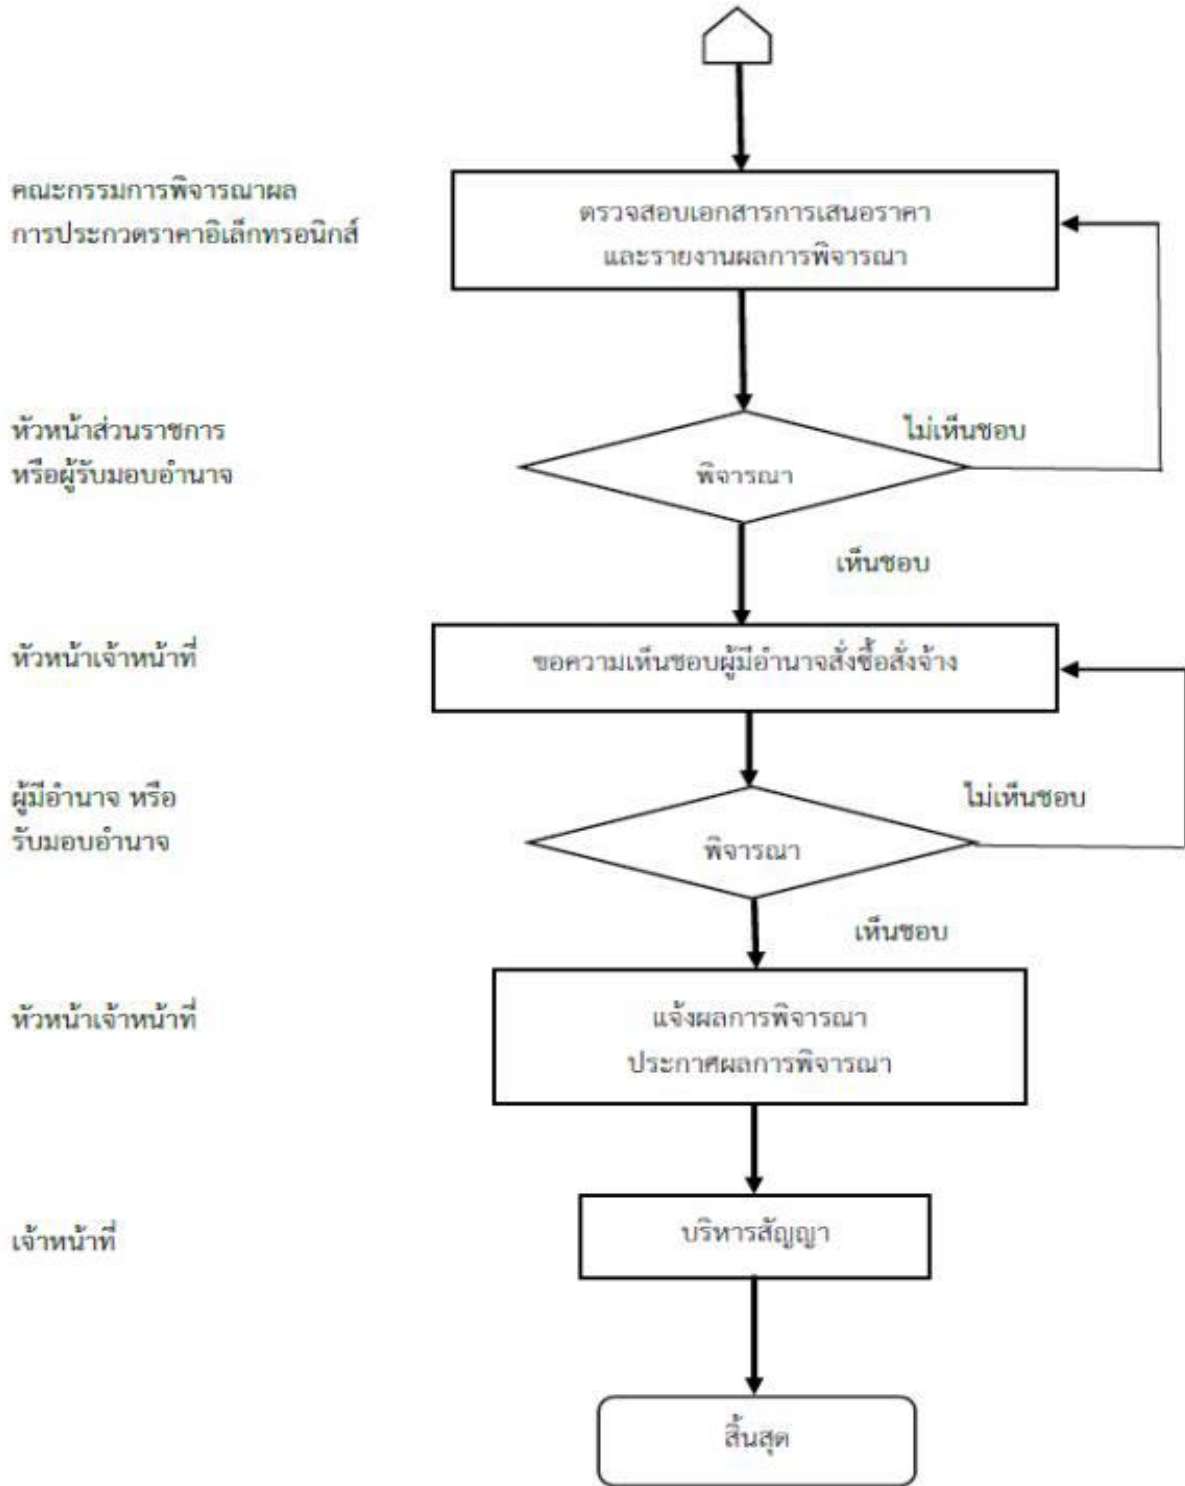 คณะกรรมการพิจารณาผล
การประกวดราคาอิเล็กทรอนิกส์
ตรวจสอบเอกสารการเสนอราคา
และรายงานผลการพิจารณา
หัวหน้าส่วนราชการ
หรือผู้รับมอบอำนาจ
พิจารณา
ไม่เห็นชอบ
เห็นชอบ
หัวหน้าเจ้าหน้าที่
ขอความเห็นชอบผู้มีอำนาจสั่งซื้อสั่งจ้าง
ผู้มีอำนาจ หรือ
รับมอบอำนาจ
พิจารณา
ไม่เห็นชอบ
เห็นชอบ
หัวหน้าเจ้าหน้าที่
แจ้งผลการพิจารณา
ประกาศผลการพิจารณา
เจ้าหน้าที่
บริหารสัญญา
สิ้นสุด